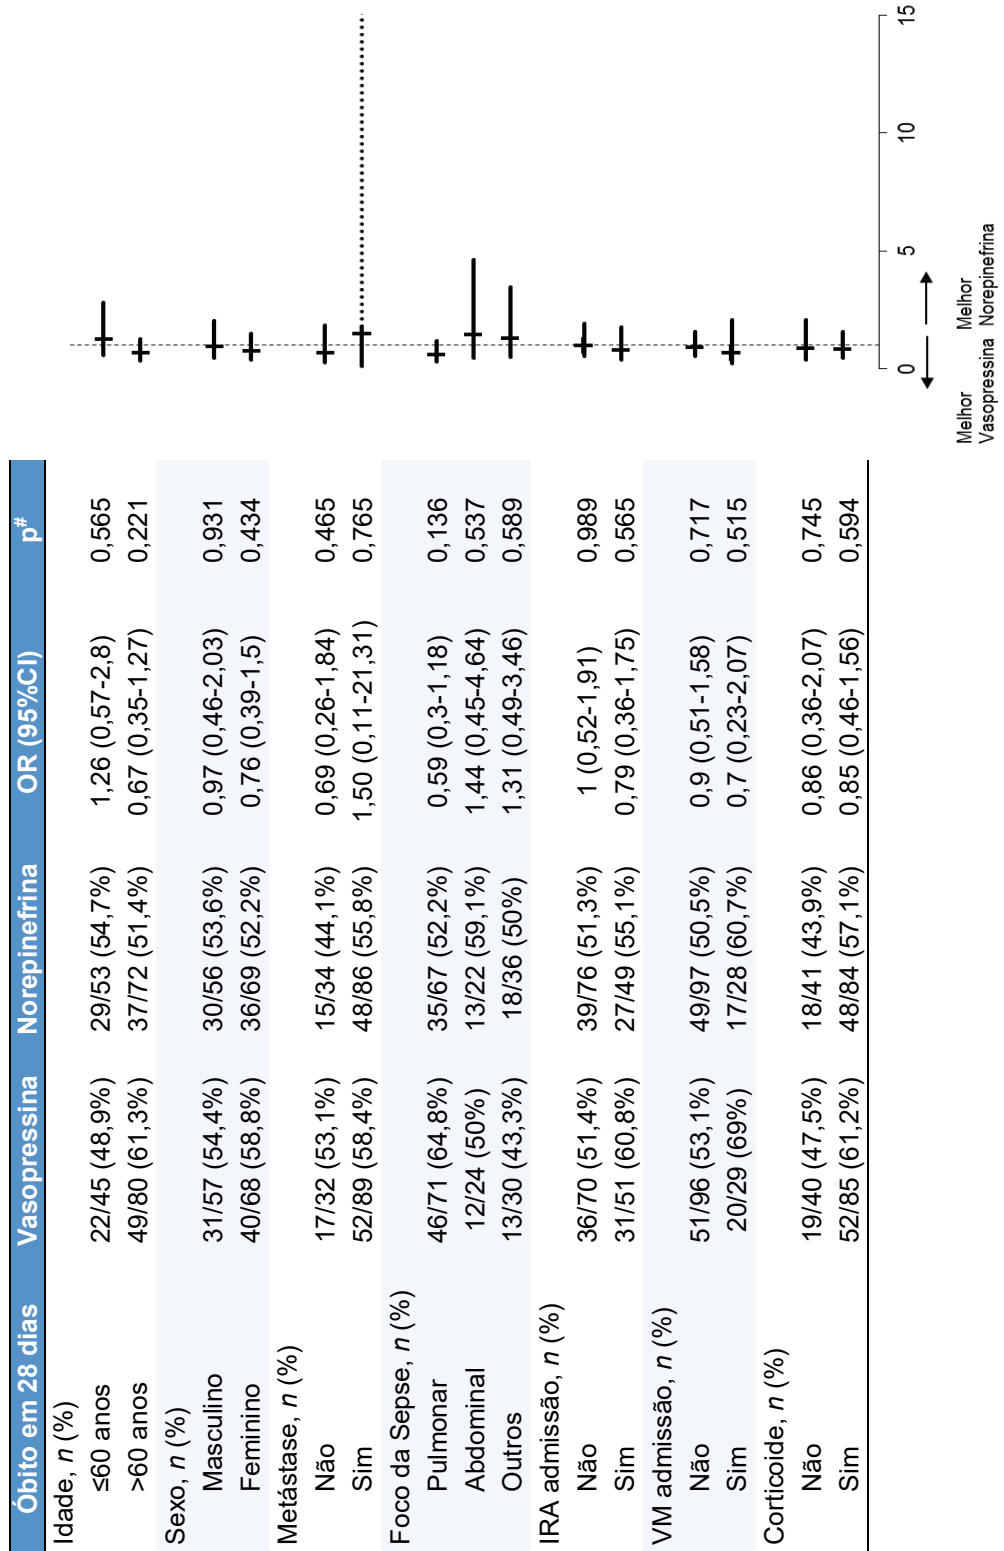 Óbito em 28 dias Vasopressina Norepinefrina OR (95%CI) p#
Idade, n (%)
≤60 anos 22/45 (48,9%) 29/53 (54,7%) 1,26 (0,57-2,8) 0,565
>60 anos 49/80 (61,3%) 37/72 (51,4%) 0,67 (0,35-1,27) 0,221
Sexo, n (%)
Masculino 31/57 (54,4%) 30/56 (53,6%) 0,97 (0,46-2,03) 0,931
Feminino 40/68 (58,8%) 36/69 (52,2%) 0,76 (0,39-1,5) 0,434
Metástase, n (%)
Não 17/32 (53,1%) 15/34 (44,1%) 0,69 (0,26-1,84) 0,465
Sim 52/89 (58,4%) 48/86 (55,8%) 1,50 (0,11-21,31) 0,765
Foco da Sepse, n (%)
Pulmonar 46/71 (64,8%) 35/67 (52,2%) 0,59 (0,3-1,18) 0,136
Abdominal 12/24 (50%) 13/22 (59,1%) 1,44 (0,45-4,64) 0,537
Outros 13/30 (43,3%) 18/36 (50%) 1,31 (0,49-3,46) 0,589
IRA admissão, n (%)
Não 36/70 (51,4%) 39/76 (51,3%) 1 (0,52-1,91) 0,989
Sim 31/51 (60,8%) 27/49 (55,1%) 0,79 (0,36-1,75) 0,565
VM admissão, n (%)
Não 51/96 (53,1%) 49/97 (50,5%) 0,9 (0,51-1,58) 0,717
Sim 20/29 (69%) 17/28 (60,7%) 0,7 (0,23-2,07) 0,515
Corticoide, n (%)
Não 19/40 (47,5%) 18/41 (43,9%) 0,86 (0,36-2,07) 0,745
Sim 52/85 (61,2%) 48/84 (57,1%) 0,85 (0,46-1,56) 0,594
0 5 10 15
Melhor Melhor
Vasopressina Norepinefrina